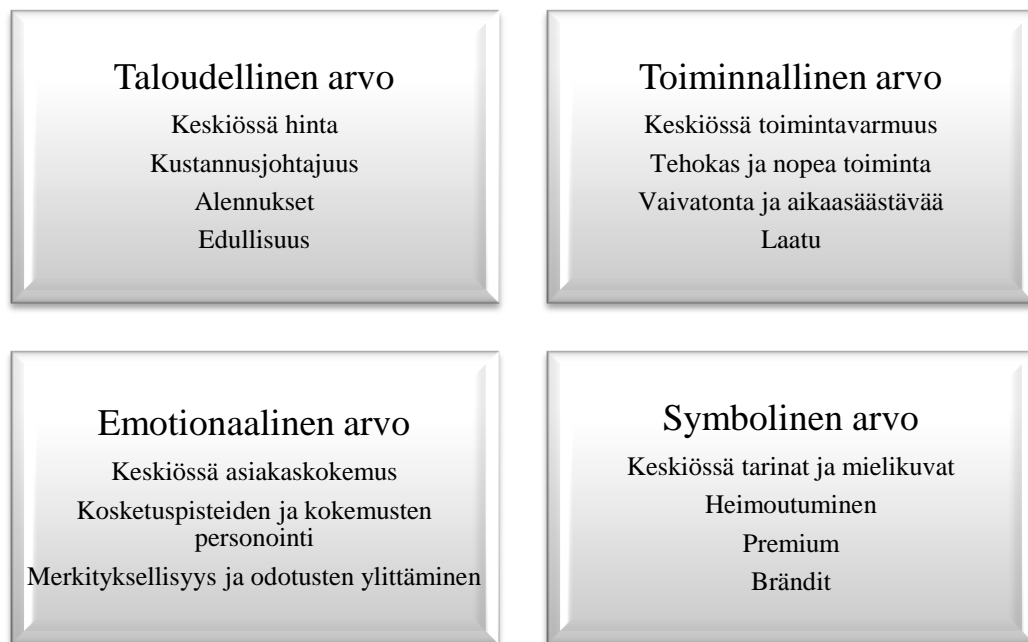 Taloudellinen arvo
Keskiössä hinta
Kustannusjohtajuus
Alennukset
Edullisuus
Toiminnallinen arvo
Keskiössä toimintavarmuus
Tehokas ja nopea toiminta
Vaivatonta ja aikaasäästävää
Laatu
Emotionaalinen arvo
Keskiössä asiakaskokemus
Kosketuspisteiden ja kokemusten
personointi
Merkityksellisyys ja odotusten ylittäminen
Symbolinen arvo
Keskiössä tarinat ja mielikuvat
Heimoutuminen
Premium
Brändit